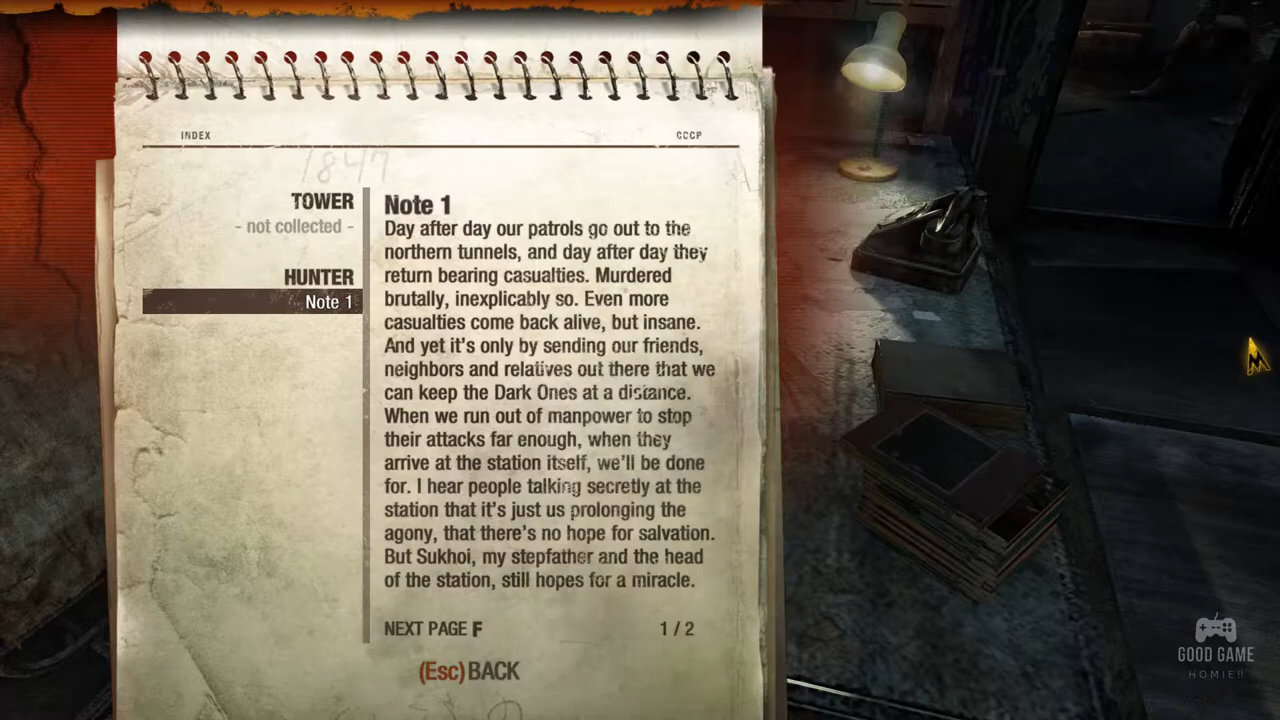 INDEX
CCCP
1847
TOWER
- not collected -
HUNTER
Note 1
Note 1
Day after day our patrols go out to the
northern tunnels, and day after day they
return bearing casualties. Murdered
brutally, inexplicably so. Even more
casualties come back alive, but insane.
And yet it's only by sending our friends,
neighbors and relatives out there that we
can keep the Dark Ones at a distance.
When we run out of manpower to stop
their attacks far enough, when they
arrive at the station itself, we'll be done
for. I hear people talking secretly at the
station that it's just us prolonging the
agony, that there's no hope for salvation.
But Sukhoi, my stepfather and the head
of the station, still hopes for a miracle.
NEXT PAGE F
1 / 2
(Esc) BACK
GOOD GAME
HOMIE!!